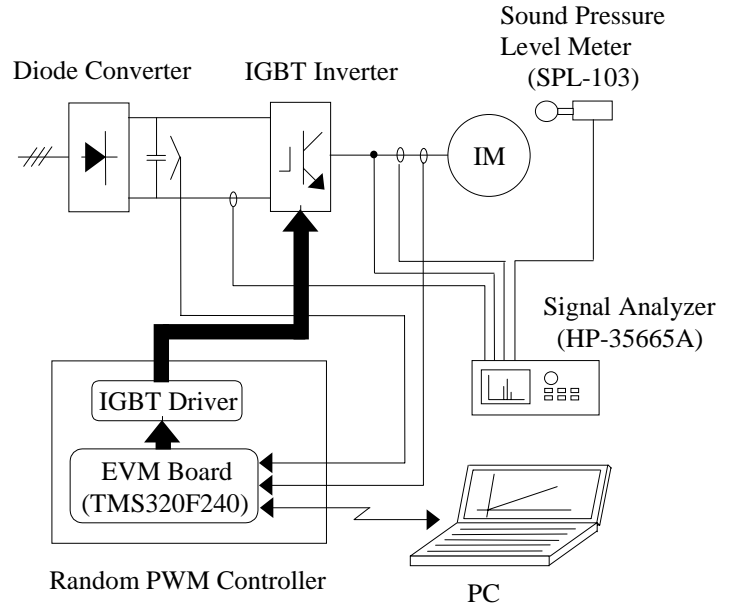 Sound Pressure
Level Meter
(SPL-103)
Diode Converter
IGBT Inverter
IM
Signal Analyzer
(HP-35665A)
IGBT Driver
EVM Board
(TMS320F240)
Random PWM Controller
PC